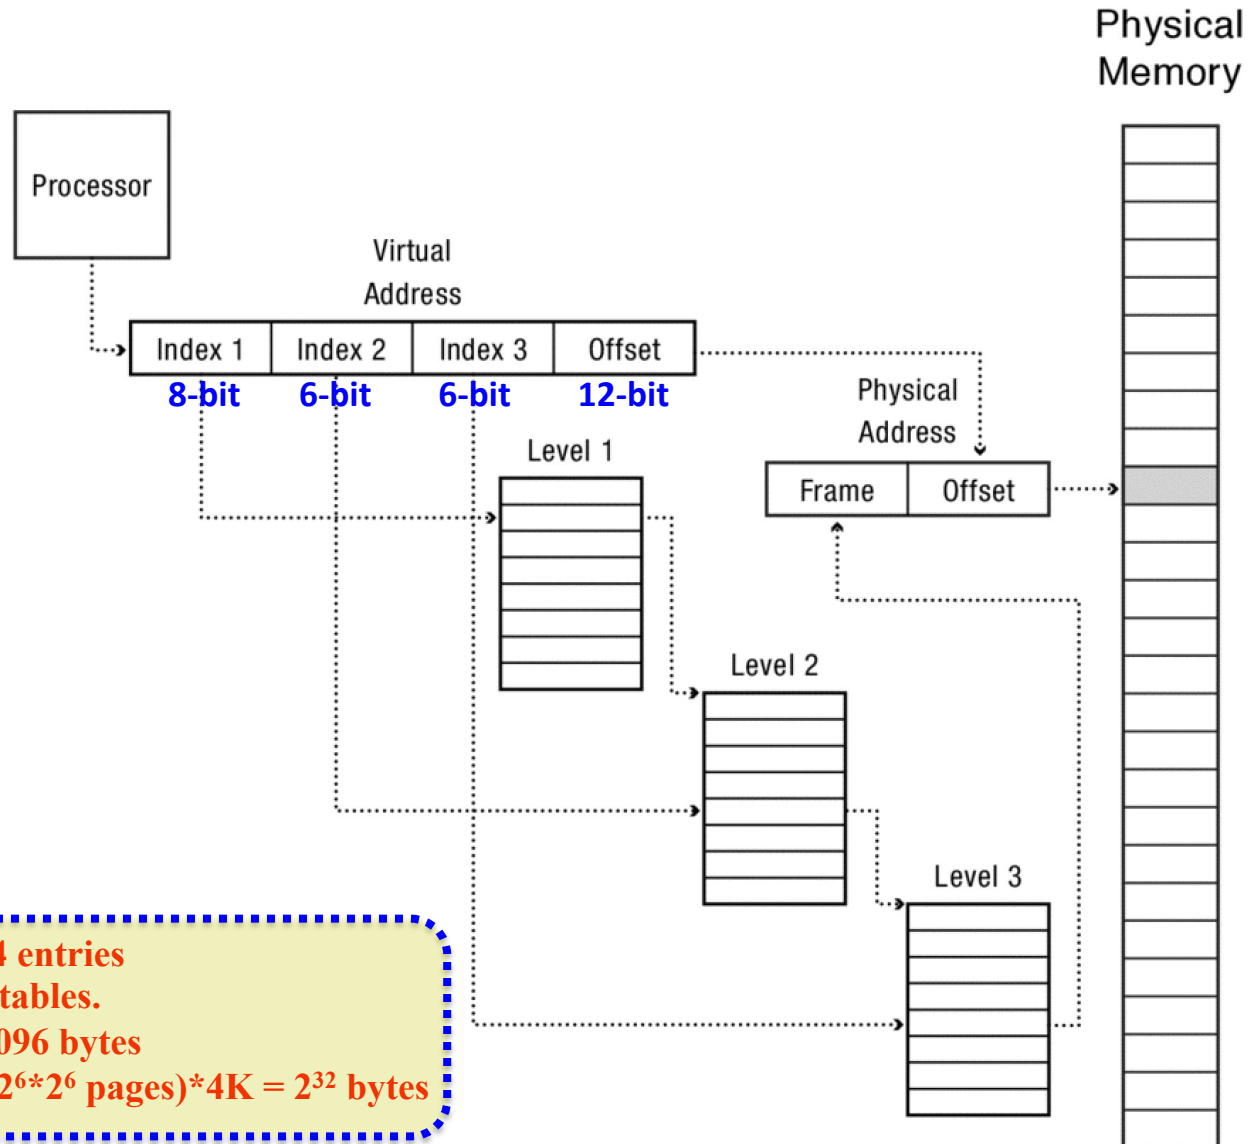 Physical
Memory
Processor
Virtual
Address
Index 1 Index 2 Index 3 Offset
8-bit 6-bit 6-bit 12-bit
Physical
Address
Frame Offset
Level 1
Level 2
Level 3
4 entries
tables.
096 bytes
2⁶*2⁶ pages)*4K = 2³² bytes